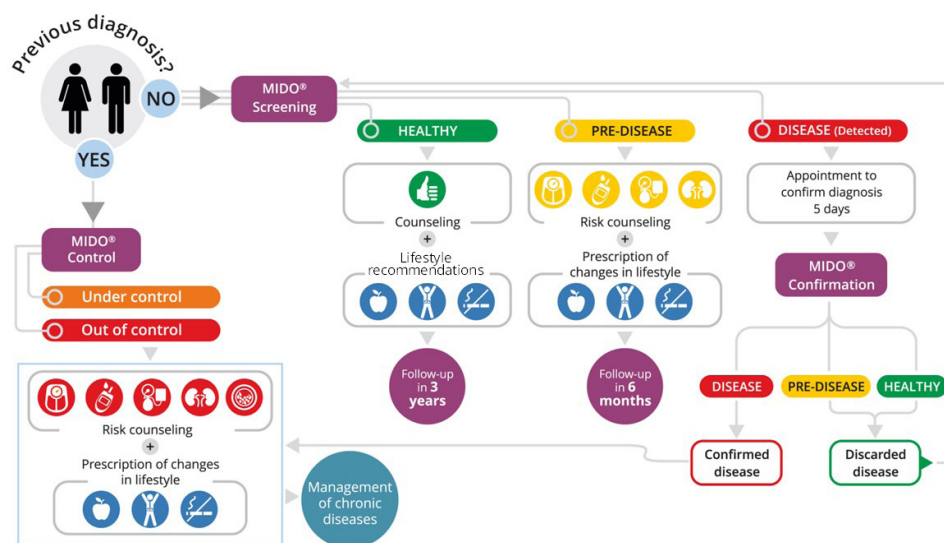 Previous diagnosis?
NO
YES
MIDO®
Screening
HEALTHY
PRE-DISEASE
DISEASE (Detected)
Counseling
+
Lifestyle
recommendations
Follow-up
in 3
years
Risk counseling
+
Prescription of
changes in lifestyle
Follow-up
in 6
months
Appointment to
confirm diagnosis
5 days
MIDO®
Confirmation
DISEASE
PRE-DISEASE
HEALTHY
Confirmed
disease
Discarded
disease
MIDO®
Control
Under control
Out of control
Risk counseling
+
Prescription of changes
in lifestyle
Management
of chronic
diseases